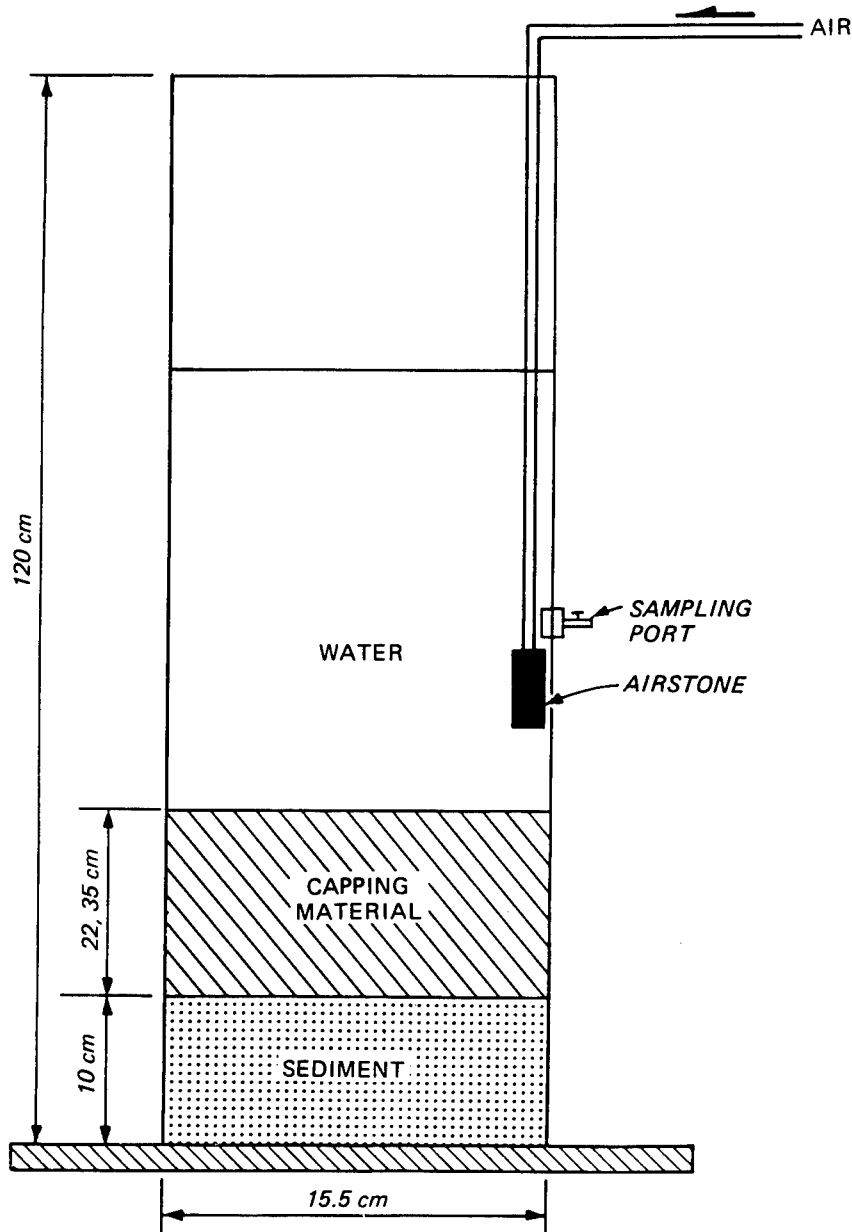 AIR
120 cm
SAMPLING
PORT
WATER
AIRSTONE
22, 35 cm
CAPPING
MATERIAL
10 cm
SEDIMENT
15.5 cm